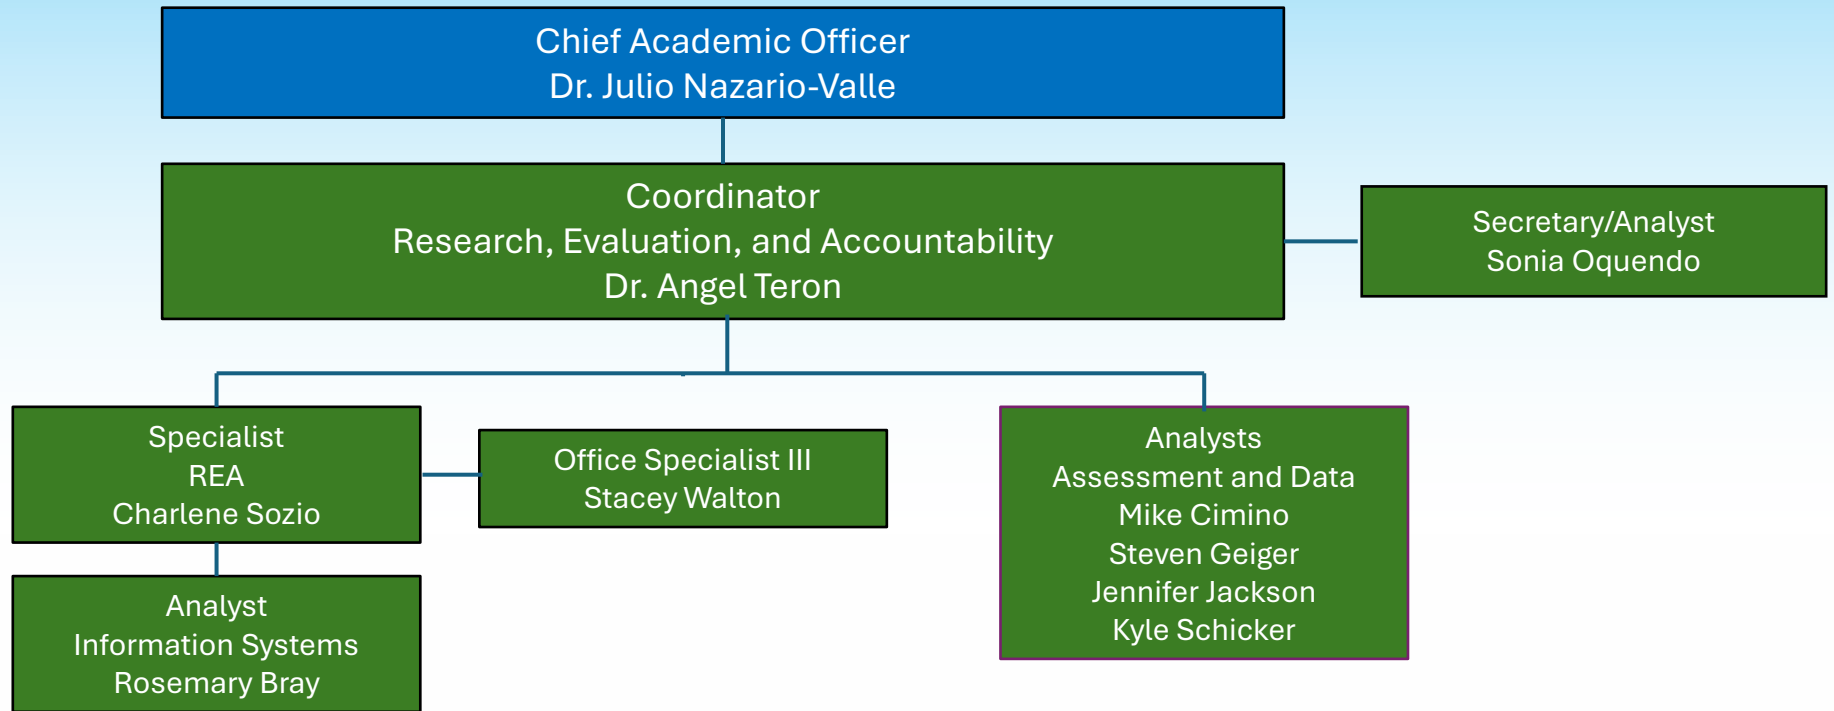 Chief Academic Officer
Dr. Julio Nazario-Valle
Coordinator
Research, Evaluation, and Accountability
Dr. Angel Teron
Secretary/Analyst
Sonia Oquendo
Specialist
REA
Charlene Sozio
Office Specialist III
Stacey Walton
Analyst
Information Systems
Rosemary Bray
Analysts
Assessment and Data
Mike Cimino
Steven Geiger
Jennifer Jackson
Kyle Schicker